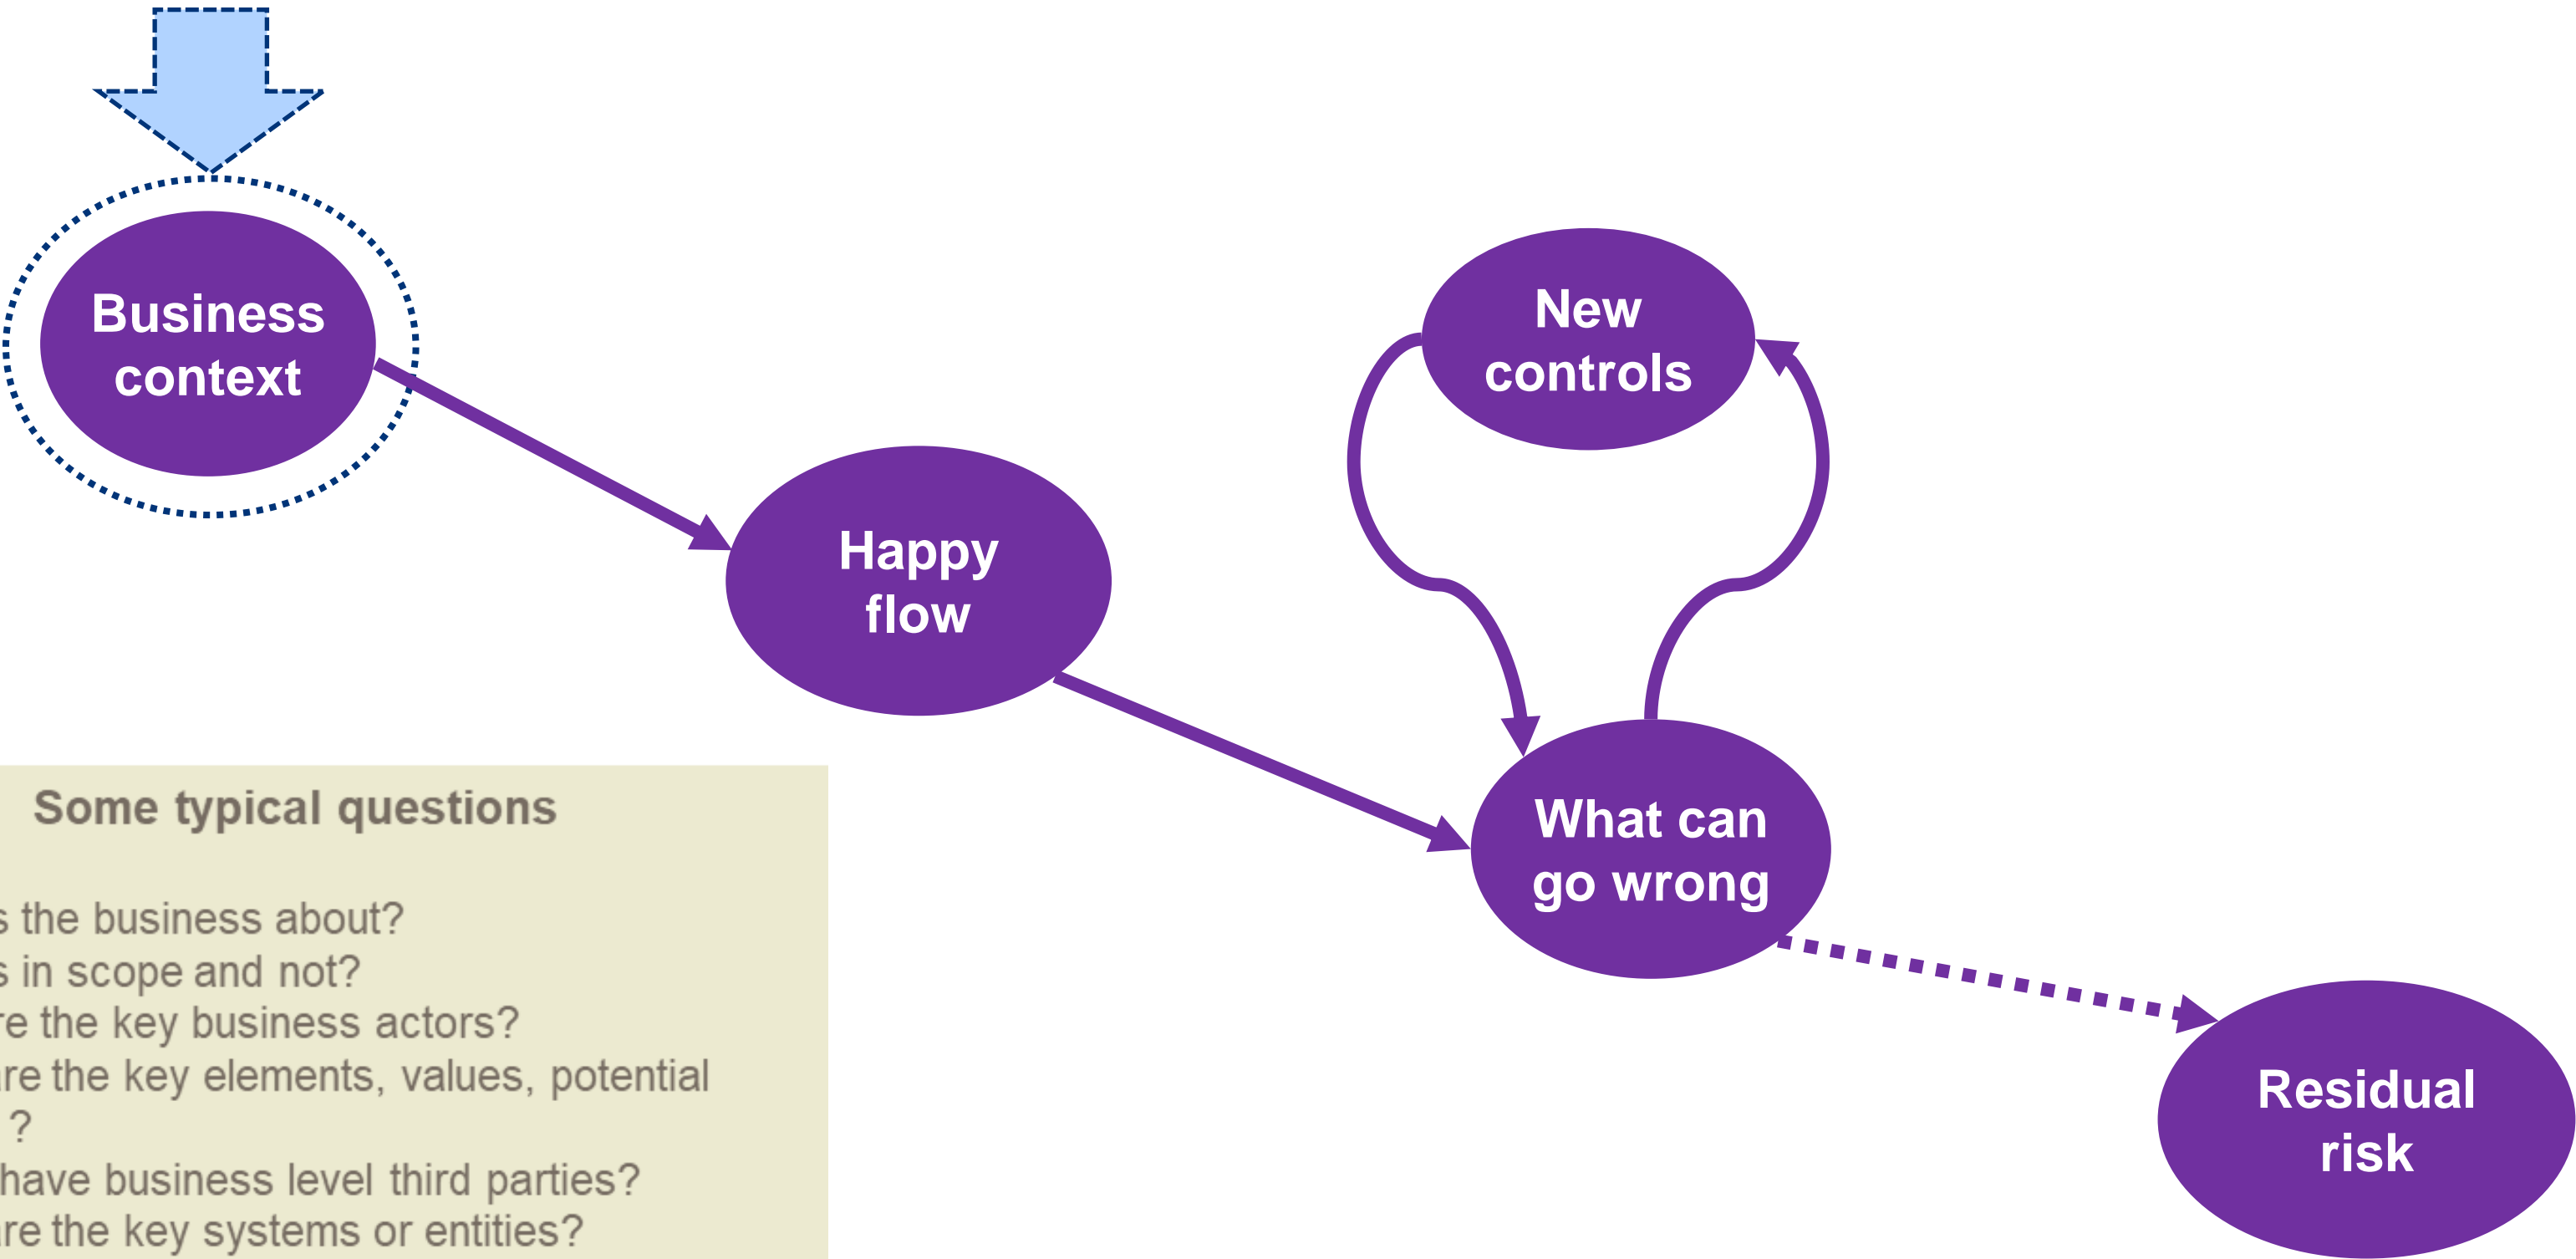 Business
context
Happy
flow
New
controls
What can
go wrong
Residual
risk
Some typical questions
s the business about?
s in scope and not?
re the key business actors?
are the key elements, values, potential
?
have business level third parties?
are the key systems or entities?